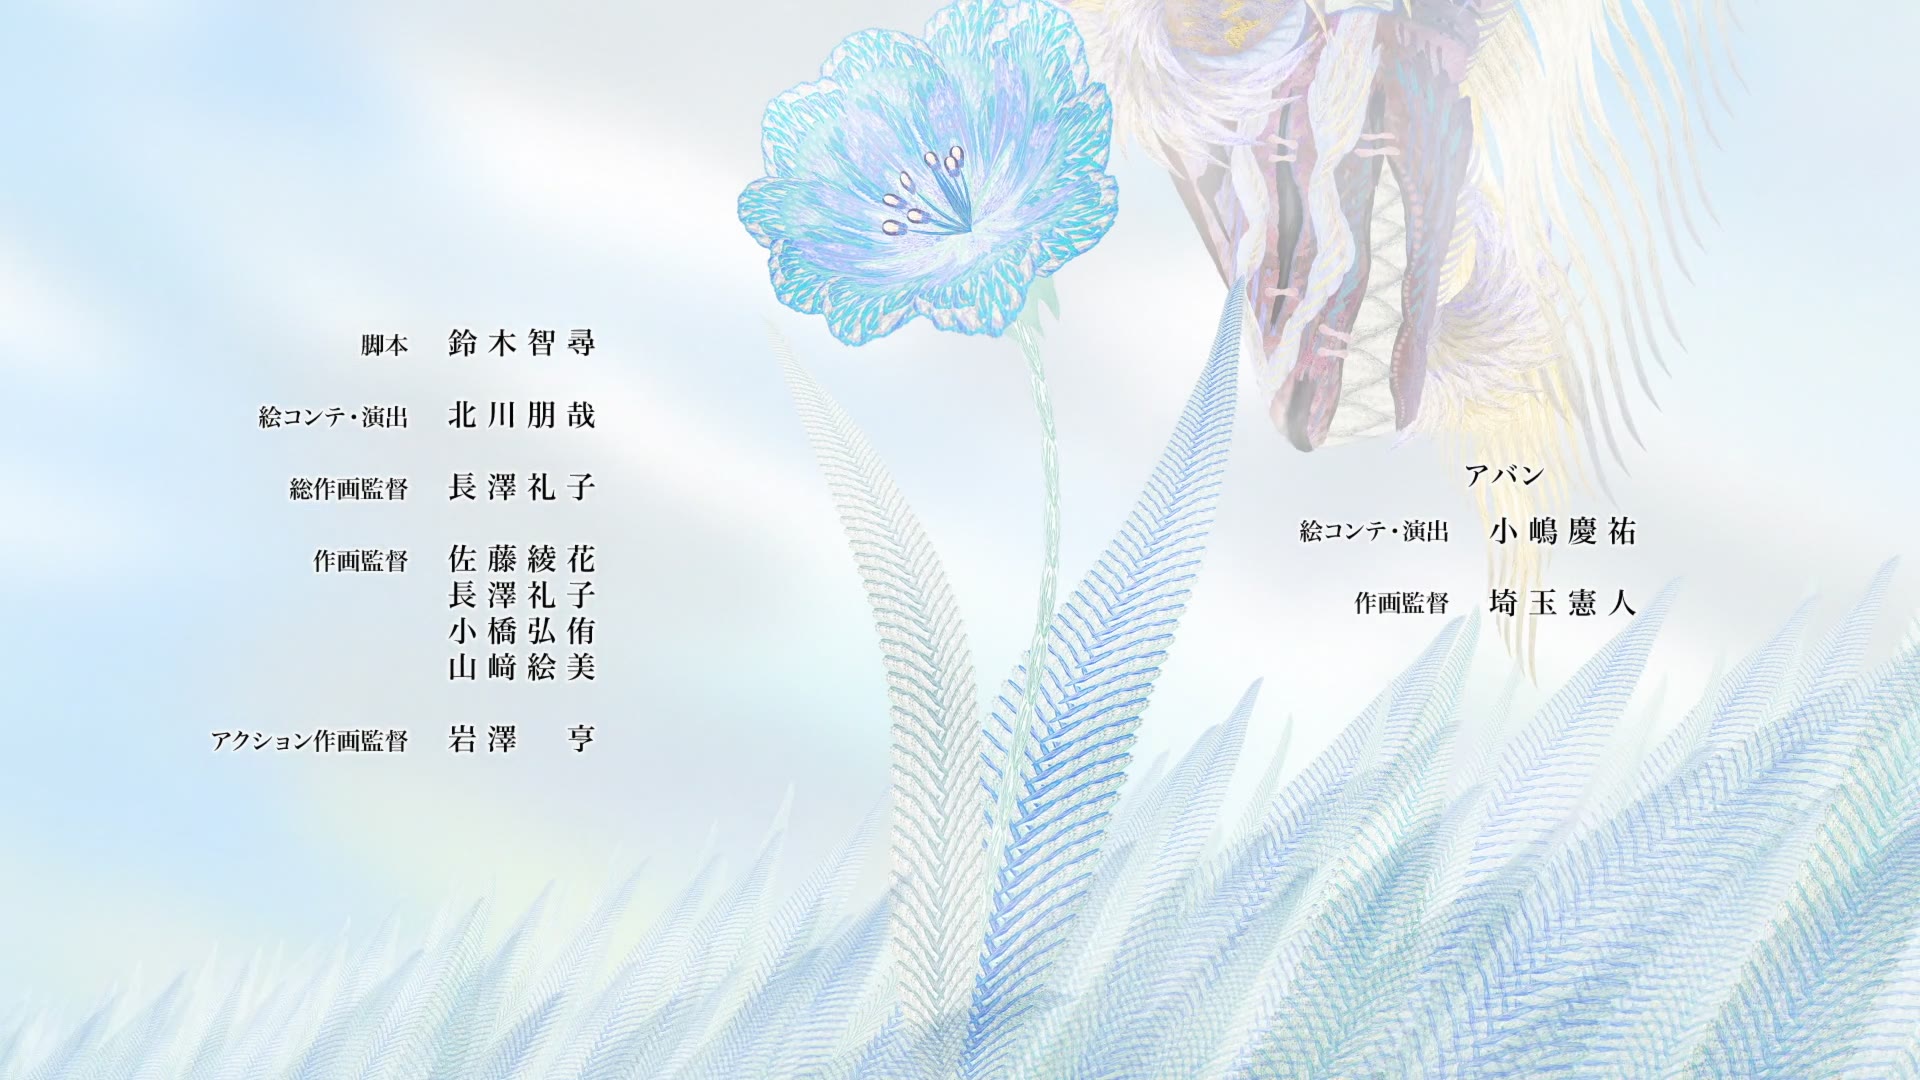 脚本 鈴木智尋
絵コンテ・演出 北川朋哉
総作画監督 長澤礼子
作画監督 佐藤綾花
長澤礼子
小橋弘侑
山﨑絵美
アクション作画監督 岩澤 亨
アバン
絵コンテ・演出 小嶋慶祐
作画監督 埼玉憲人